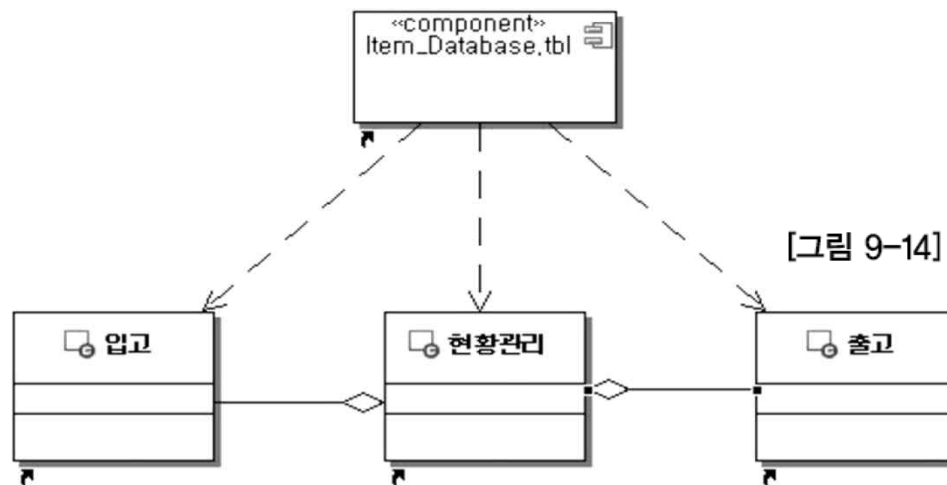 «component»
Item_Database.tbl
[그림 9-14]
입고
현황관리
출고